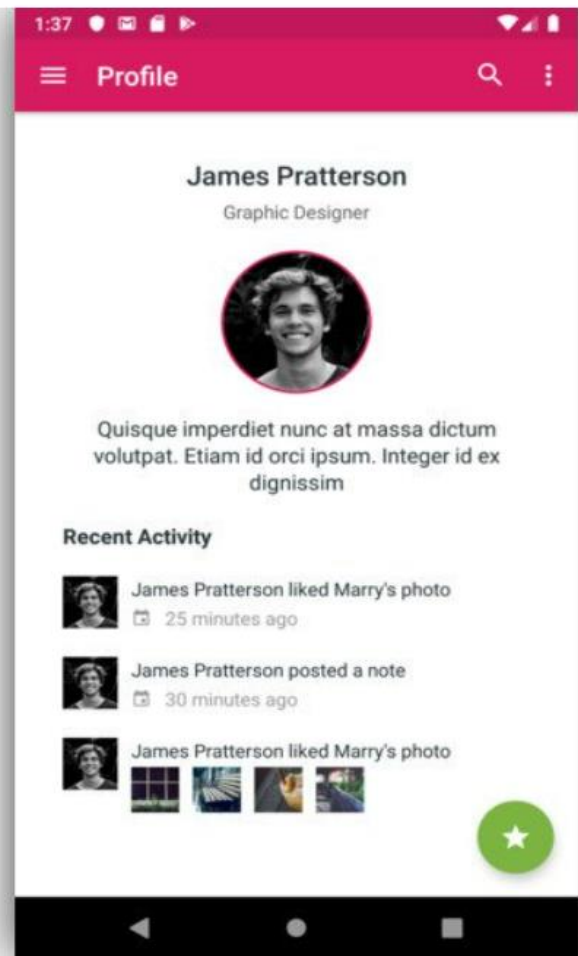 1:37
Profile
James Pratterson
Graphic Designer
Quisque imperdiet nunc at massa dictum
volutpat. Etiam id orci ipsum. Integer id ex
dignissim
Recent Activity
James Pratterson liked Marry's photo
25 minutes ago
James Pratterson posted a note
30 minutes ago
James Pratterson liked Marry's photo